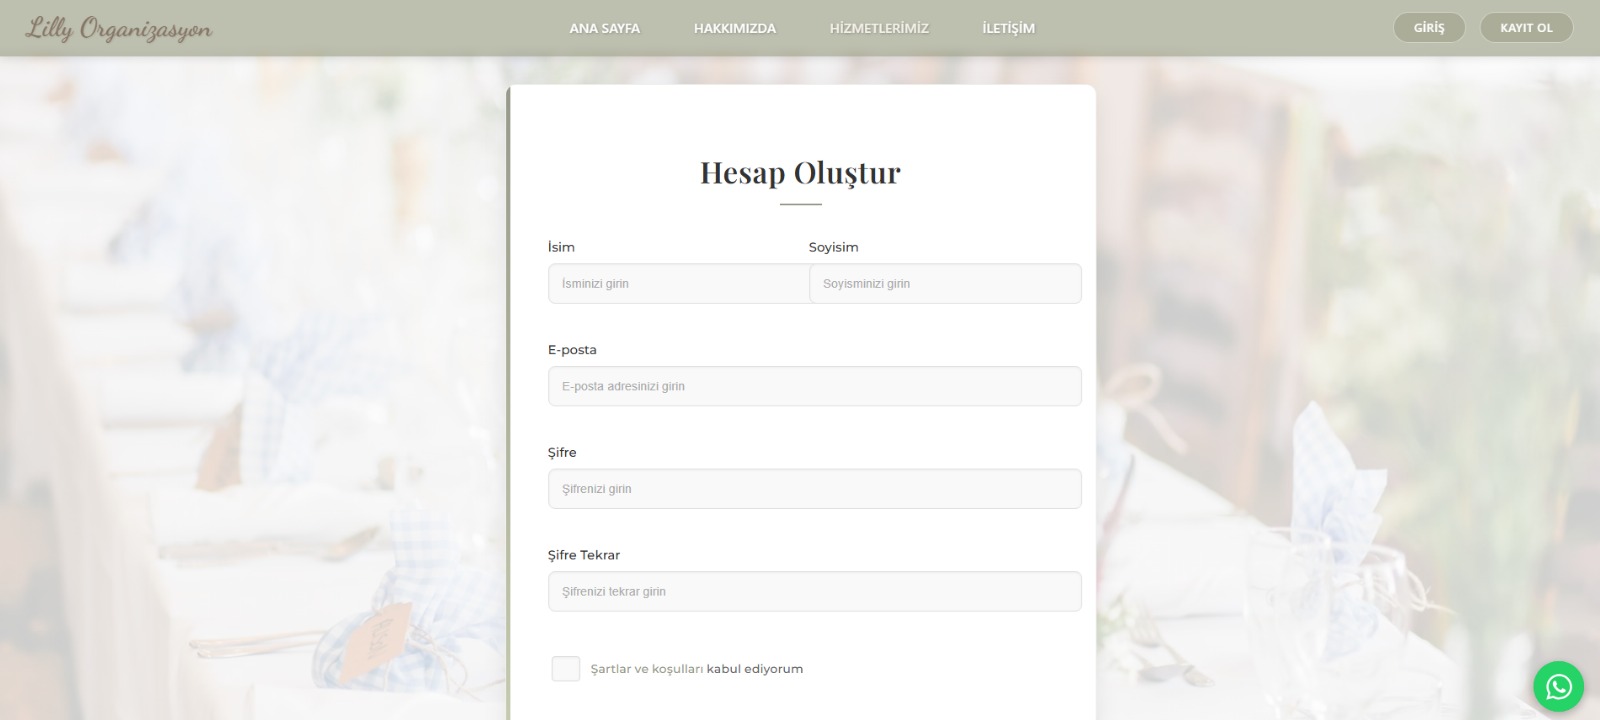 Lilly Organizasyon
ANA SAYFA HAKKIMIZDA HİZMETLERİMİZ İLETİŞİM
GİRİŞ KAYIT OL
Hesap Oluştur
İsim Soyisim
İsminizi girin Soyisminizi girin
E-posta
E-posta adresinizi girin
Şifre
Şifrenizi girin
Şifre Tekrar
Şifrenizi tekrar girin
Şartlar ve koşulları kabul ediyorum